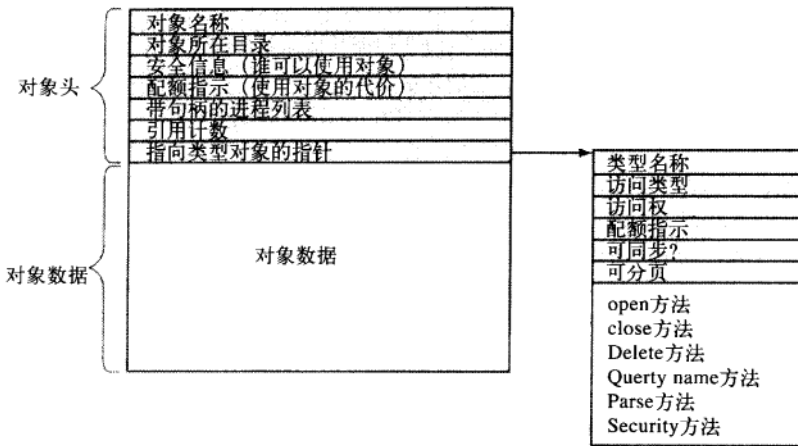 对象名称
对象所在目录
安全信息（谁可以使用对象）
配额指示（使用对象的代价）
带句柄的进程列表
引用计数
指向类型对象的指针
对象头
对象数据
对象数据
类型名称
访问类型
访问权
配额指示
可同步？
可分页
open方法
close方法
Delete方法
Querty name方法
Parse方法
Security方法